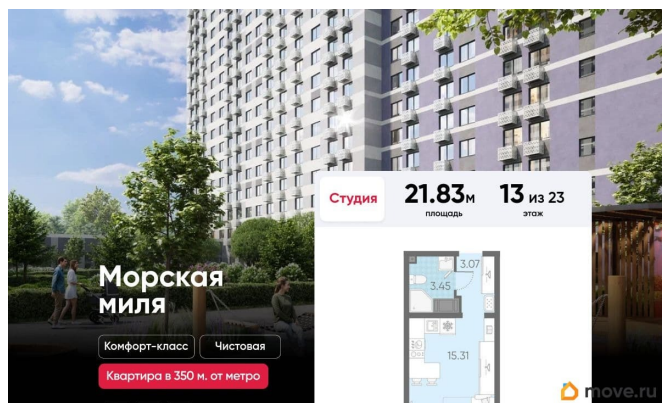 Студия
21.83м
площадь
13 из 23
этаж
3.07
3.45
15.31
Морская
миля
Комфорт-класс
Чистовая
Квартира в 350 м. от метро
move.ru